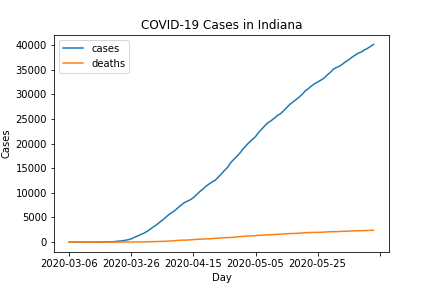 COVID-19 Cases in Indiana
cases
deaths
40000
35000
30000
25000
20000
15000
10000
5000
0
Cases
2020-03-06 2020-03-26 2020-04-15 2020-05-05 2020-05-25
Day